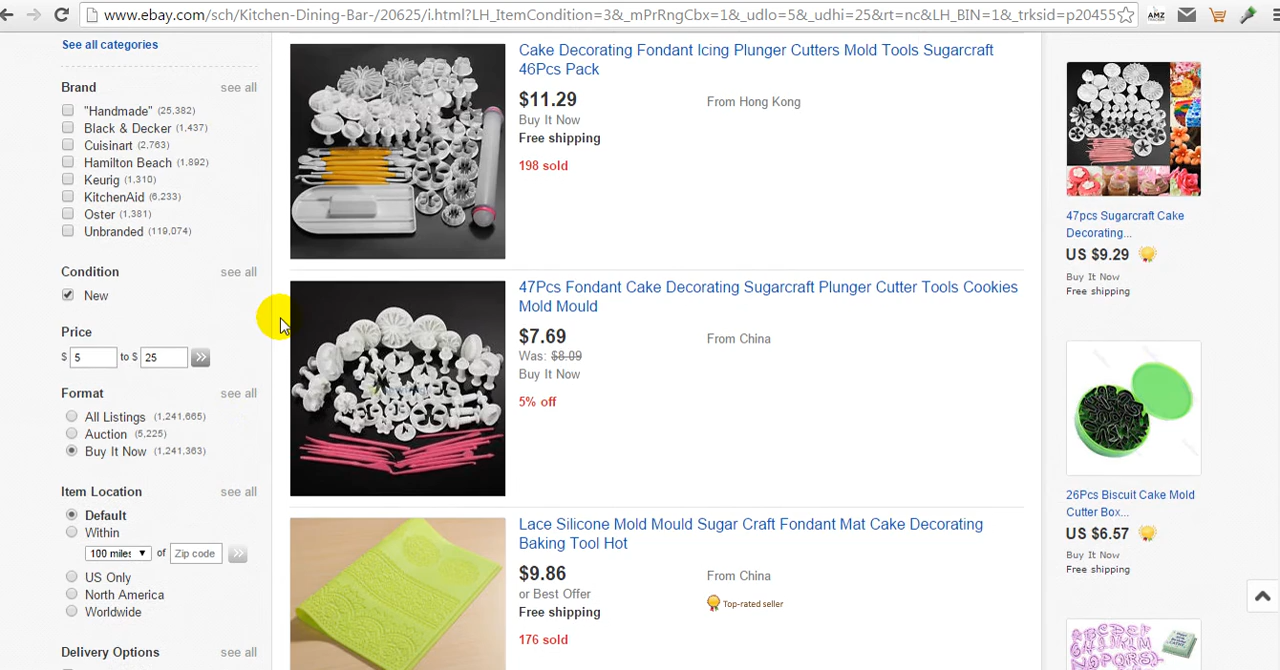 www.ebay.com/sch/Kitchen-Dining-Bar-/20625/i.html?LH_ItemCondition=3&_mPrRngCbx=1&_udlo=5&_udhi=25&rt=nc&LH_BIN=1&_trksid=p20455
AMZ
See all categories
Brand see all
"Handmade" (25,382)
Black & Decker (1,437)
Cuisinart (2,763)
Hamilton Beach (1,892)
Keurig (1,310)
KitchenAid (6,233)
Oster (1,381)
Unbranded (119,074)
Condition see all
New
Price
$ 5 to $ 25
Format see all
All Listings (1,241,665)
Auction (5,225)
Buy It Now (1,241,363)
Item Location see all
Default
Within
100 miles of Zip code
US Only
North America
Worldwide
Delivery Options see all
Cake Decorating Fondant Icing Plunger Cutters Mold Tools Sugarcraft
46Pcs Pack
$11.29 From Hong Kong
Buy It Now
Free shipping
198 sold
47Pcs Fondant Cake Decorating Sugarcraft Plunger Cutter Tools Cookies
Mold Mould
$7.69 From China
Was: $8.09
Buy It Now
5% off
Lace Silicone Mold Mould Sugar Craft Fondant Mat Cake Decorating
Baking Tool Hot
$9.86 From China
or Best Offer
Free shipping Top-rated seller
176 sold
47pcs Sugarcraft Cake
Decorating...
US $9.29
Buy It Now
Free shipping
26Pcs Biscuit Cake Mold
Cutter Box...
US $6.57
Buy It Now
Free shipping